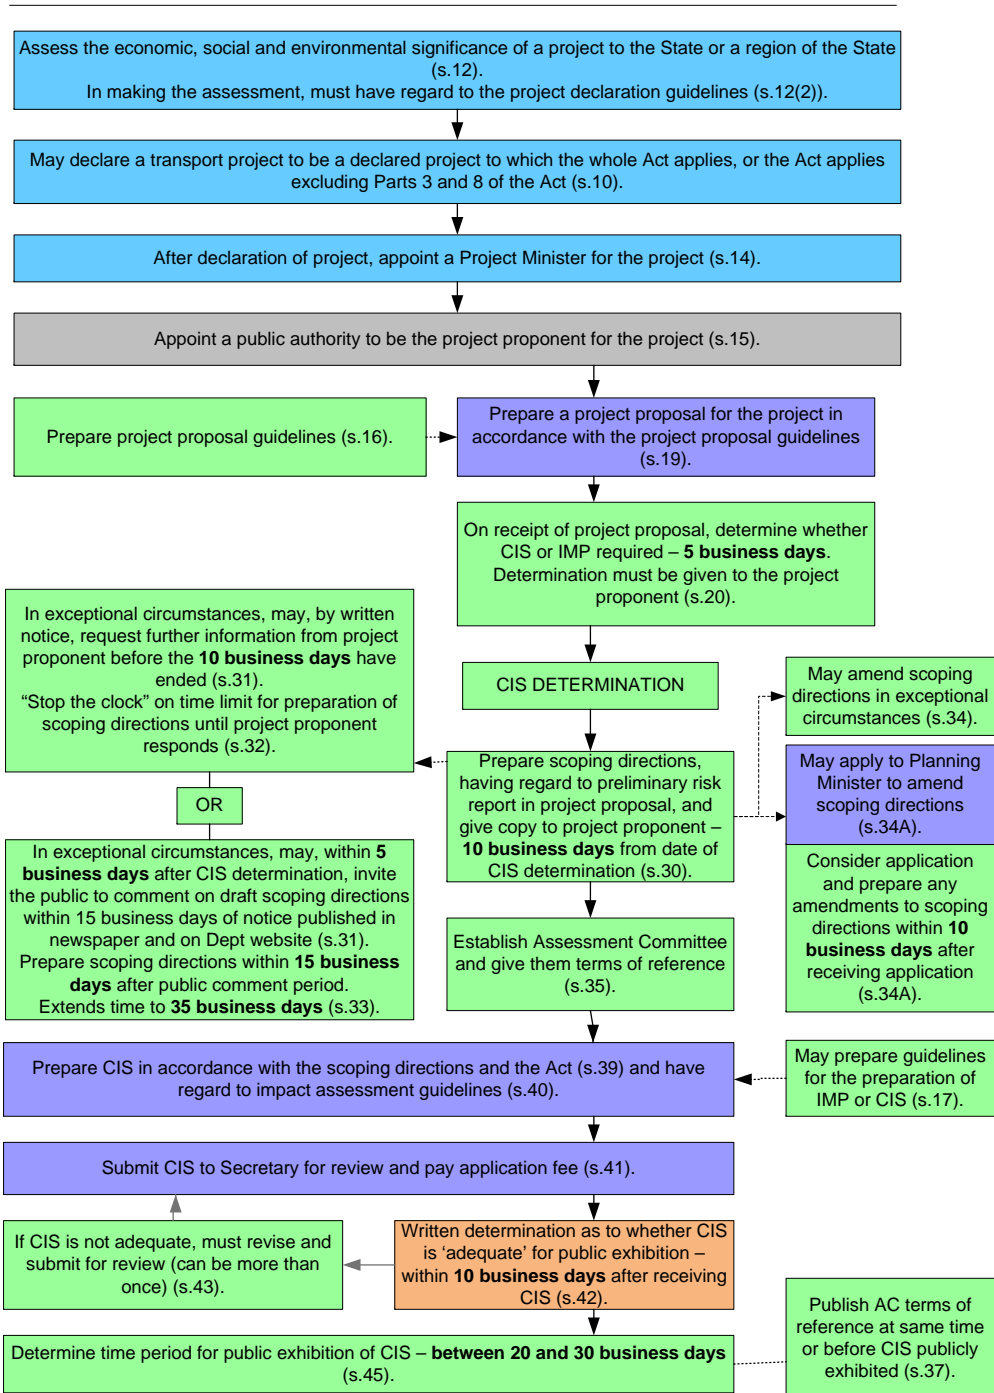 Assess the economic, social and environmental significance of a project to the State or a region of the State
(s.12).
In making the assessment, must have regard to the project declaration guidelines (s.12(2)).
May declare a transport project to be a declared project to which the whole Act applies, or the Act applies
excluding Parts 3 and 8 of the Act (s.10).
After declaration of project, appoint a Project Minister for the project (s.14).
Appoint a public authority to be the project proponent for the project (s.15).
Prepare project proposal guidelines (s.16).
Prepare a project proposal for the project in
accordance with the project proposal guidelines
(s.19).
On receipt of project proposal, determine whether
CIS or IMP required – 5 business days.
Determination must be given to the project
proponent (s.20).
In exceptional circumstances, may, by written
notice, request further information from project
proponent before the 10 business days have
ended (s.31).
“Stop the clock” on time limit for preparation of
scoping directions until project proponent
responds (s.32).
CIS DETERMINATION
May amend scoping
directions in exceptional
circumstances (s.34).
OR
Prepare scoping directions,
having regard to preliminary risk
report in project proposal, and
give copy to project proponent –
10 business days from date of
CIS determination (s.30).
May apply to Planning
Minister to amend
scoping directions
(s.34A).
In exceptional circumstances, may, within 5
business days after CIS determination, invite
the public to comment on draft scoping directions
within 15 business days of notice published in
newspaper and on Dept website (s.31).
Prepare scoping directions within 15 business
days after public comment period.
Extends time to 35 business days (s.33).
Consider application
and prepare any
amendments to scoping
directions within 10
business days after
receiving application
(s.34A).
Establish Assessment Committee
and give them terms of reference
(s.35).
Prepare CIS in accordance with the scoping directions and the Act (s.39) and have
regard to impact assessment guidelines (s.40).
May prepare guidelines
for the preparation of
IMP or CIS (s.17).
Submit CIS to Secretary for review and pay application fee (s.41).
If CIS is not adequate, must revise and
submit for review (can be more than
once) (s.43).
Written determination as to whether CIS
is ‘adequate’ for public exhibition –
within 10 business days after receiving
CIS (s.42).
Determine time period for public exhibition of CIS – between 20 and 30 business days
(s.45).
Publish AC terms of
reference at same time
or before CIS publicly
exhibited (s.37).